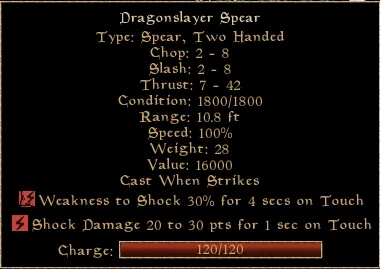 Dragonslayer Spear
Type: Spear, Two Handed
Chop: 2 - 8
Slash: 2 - 8
Thrust: 7 - 42
Condition: 1800/1800
Range: 10.8 ft
Speed: 100%
Weight: 28
Value: 16000
Cast When Strikes
Weakness to Shock 30% for 4 secs on Touch
Shock Damage 20 to 30 pts for 1 sec on Touch
Charge: 120/120